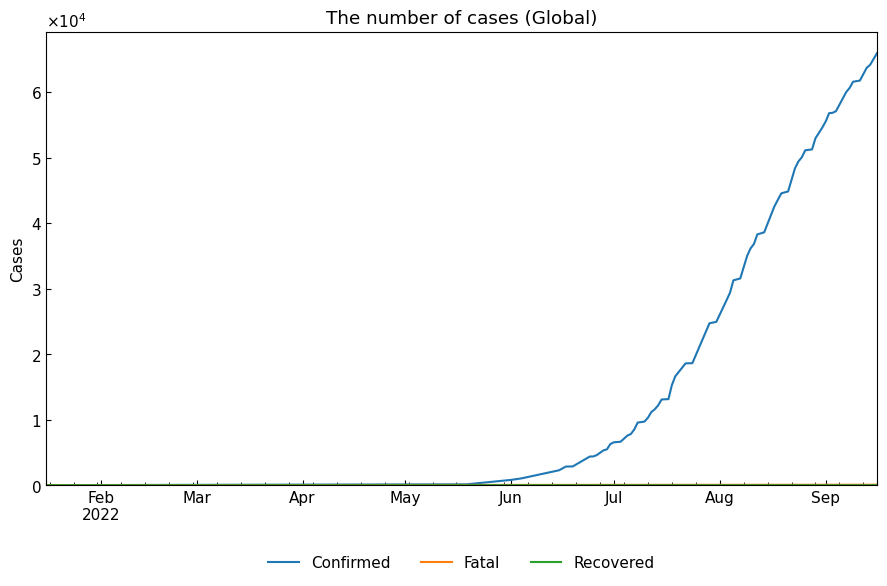 The number of cases (Global)
×10⁴
6
5
4
3
2
1
0
Cases
Feb Mar Apr May Jun Jul Aug Sep
2022
Confirmed Fatal Recovered